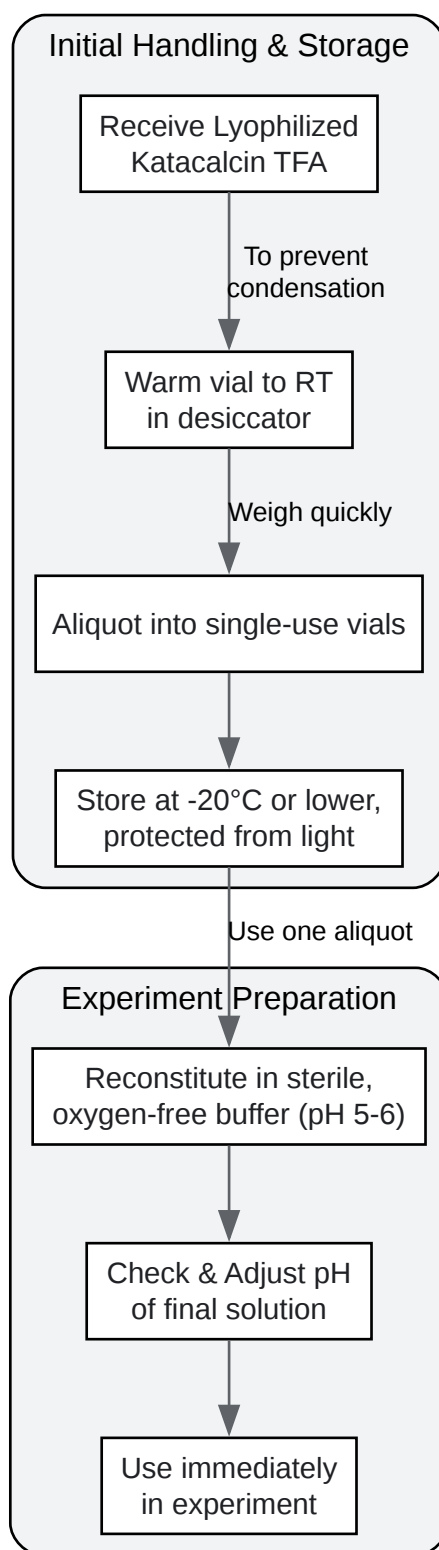 Initial Handling & Storage
Receive Lyophilized
Katacalcin TFA
To prevent
condensation
Warm vial to RT
in desiccator
Weigh quickly
Aliquot into single-use vials
Store at -20°C or lower,
protected from light
Use one aliquot
Experiment Preparation
Reconstitute in sterile,
oxygen-free buffer (pH 5-6)
Check & Adjust pH
of final solution
Use immediately
in experiment